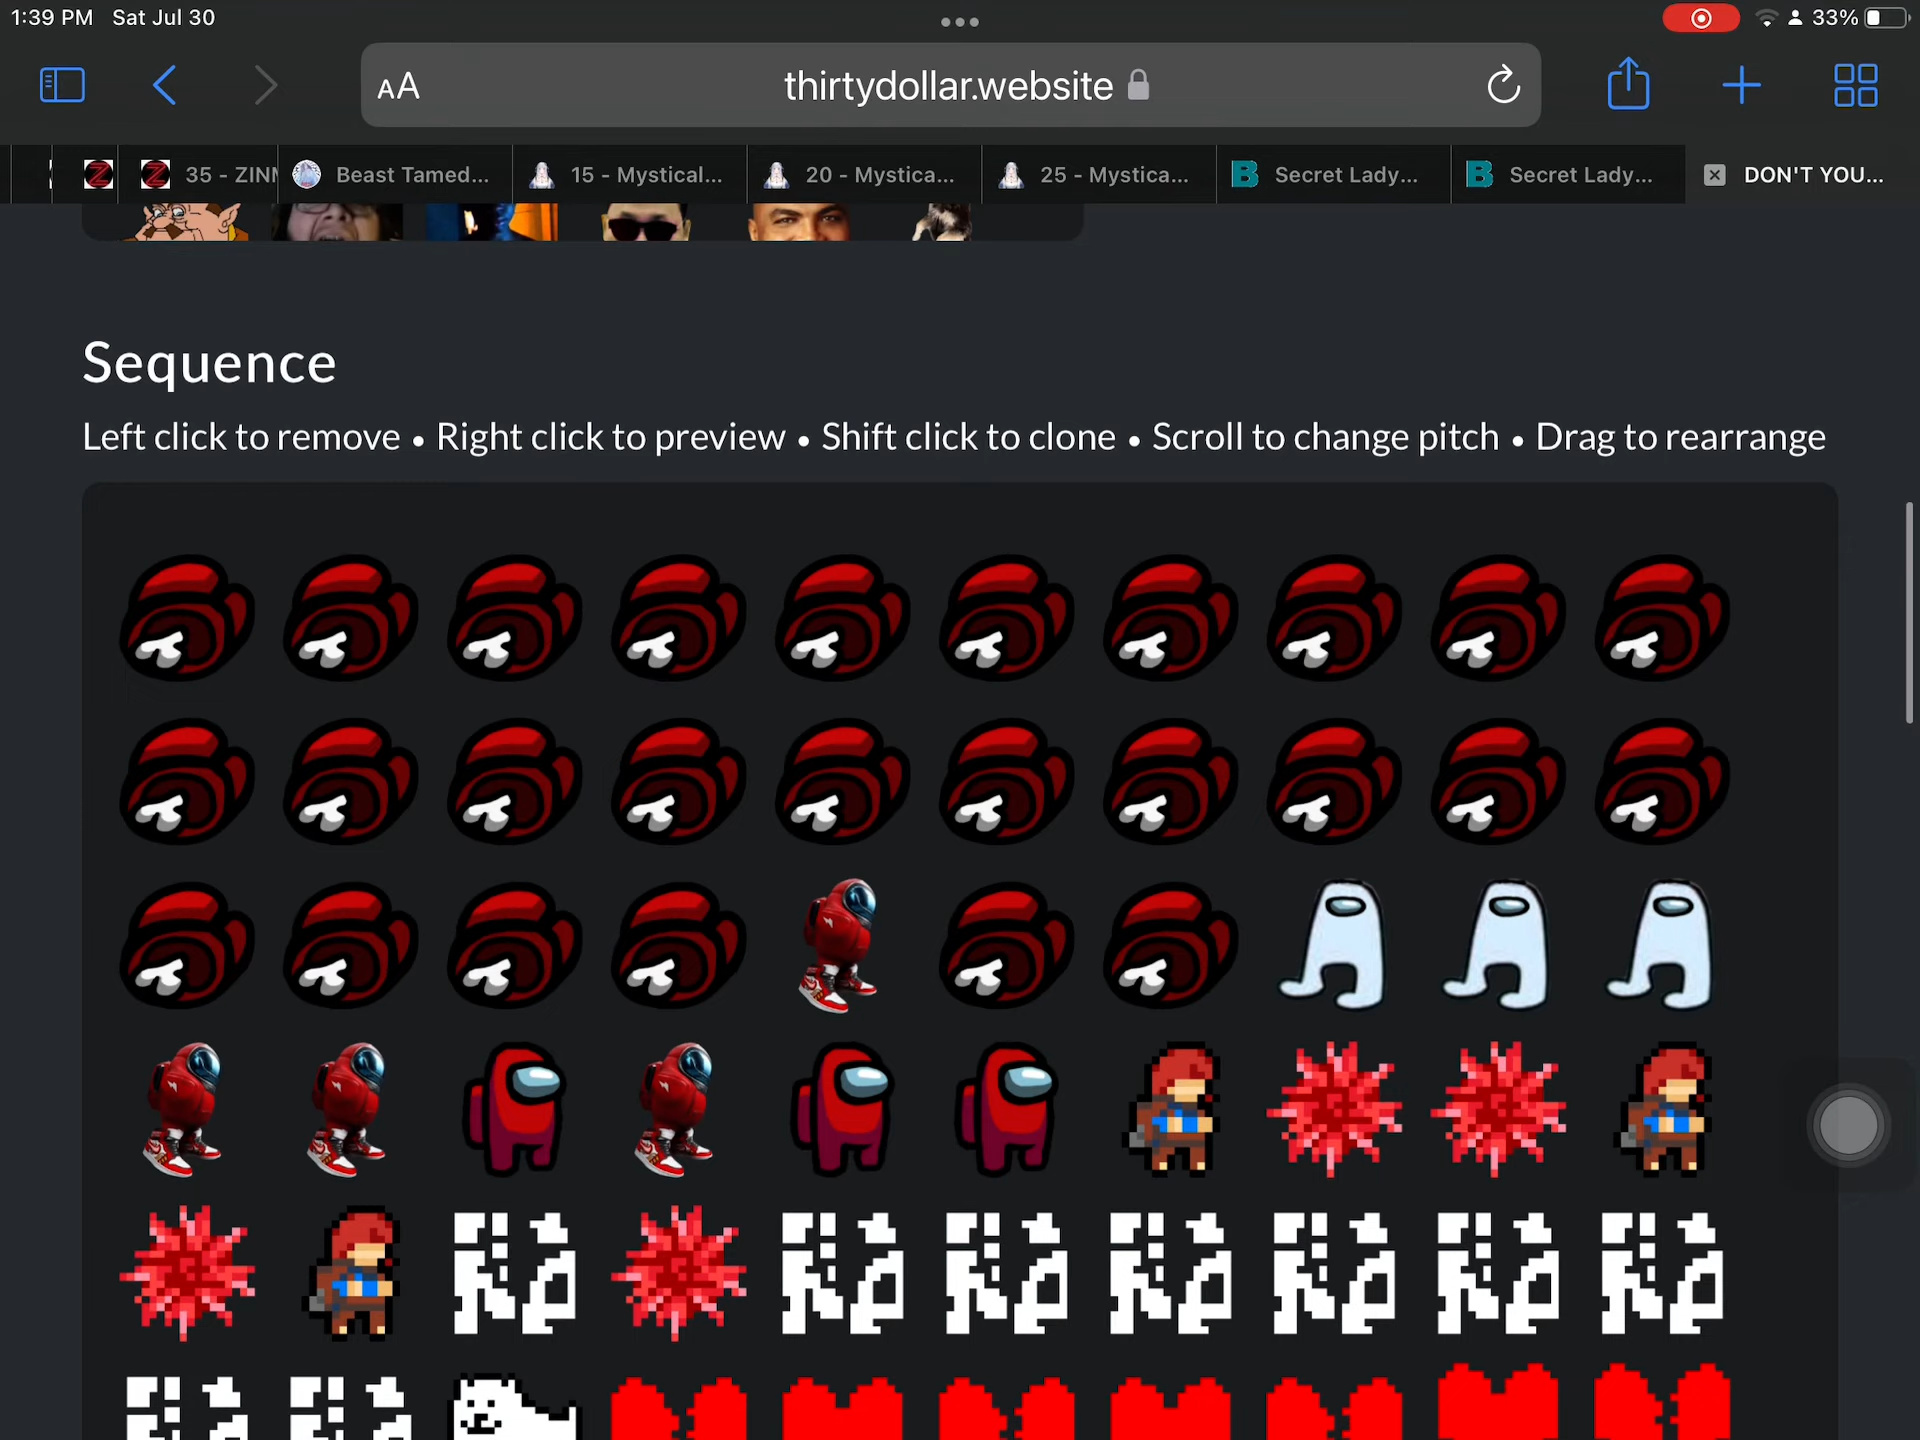 1:39 PM Sat Jul 30
33%
AA
thirtydollar.website
35 - ZINI
Beast Tamed...
15 - Mystical...
20 - Mystica...
25 - Mystica...
Secret Lady...
Secret Lady...
DON'T YOU...
Sequence
Left click to remove • Right click to preview • Shift click to clone • Scroll to change pitch • Drag to rearrange